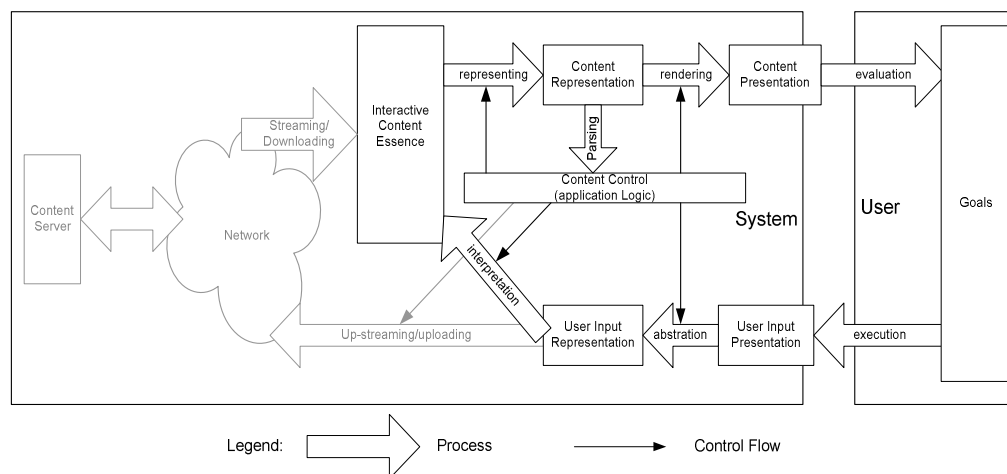 representing
Content
Representation
rendering
Content
Presentation
evaluation
Interactive
Content
Essence
Streaming/
Downloading
Parsing
Content Control
(application Logic)
Content
Server
Network
System
User
Goals
interpretation
Up-streaming/uploading
User Input
Representation
abstration
User Input
Presentation
execution
Legend:
Process
Control Flow